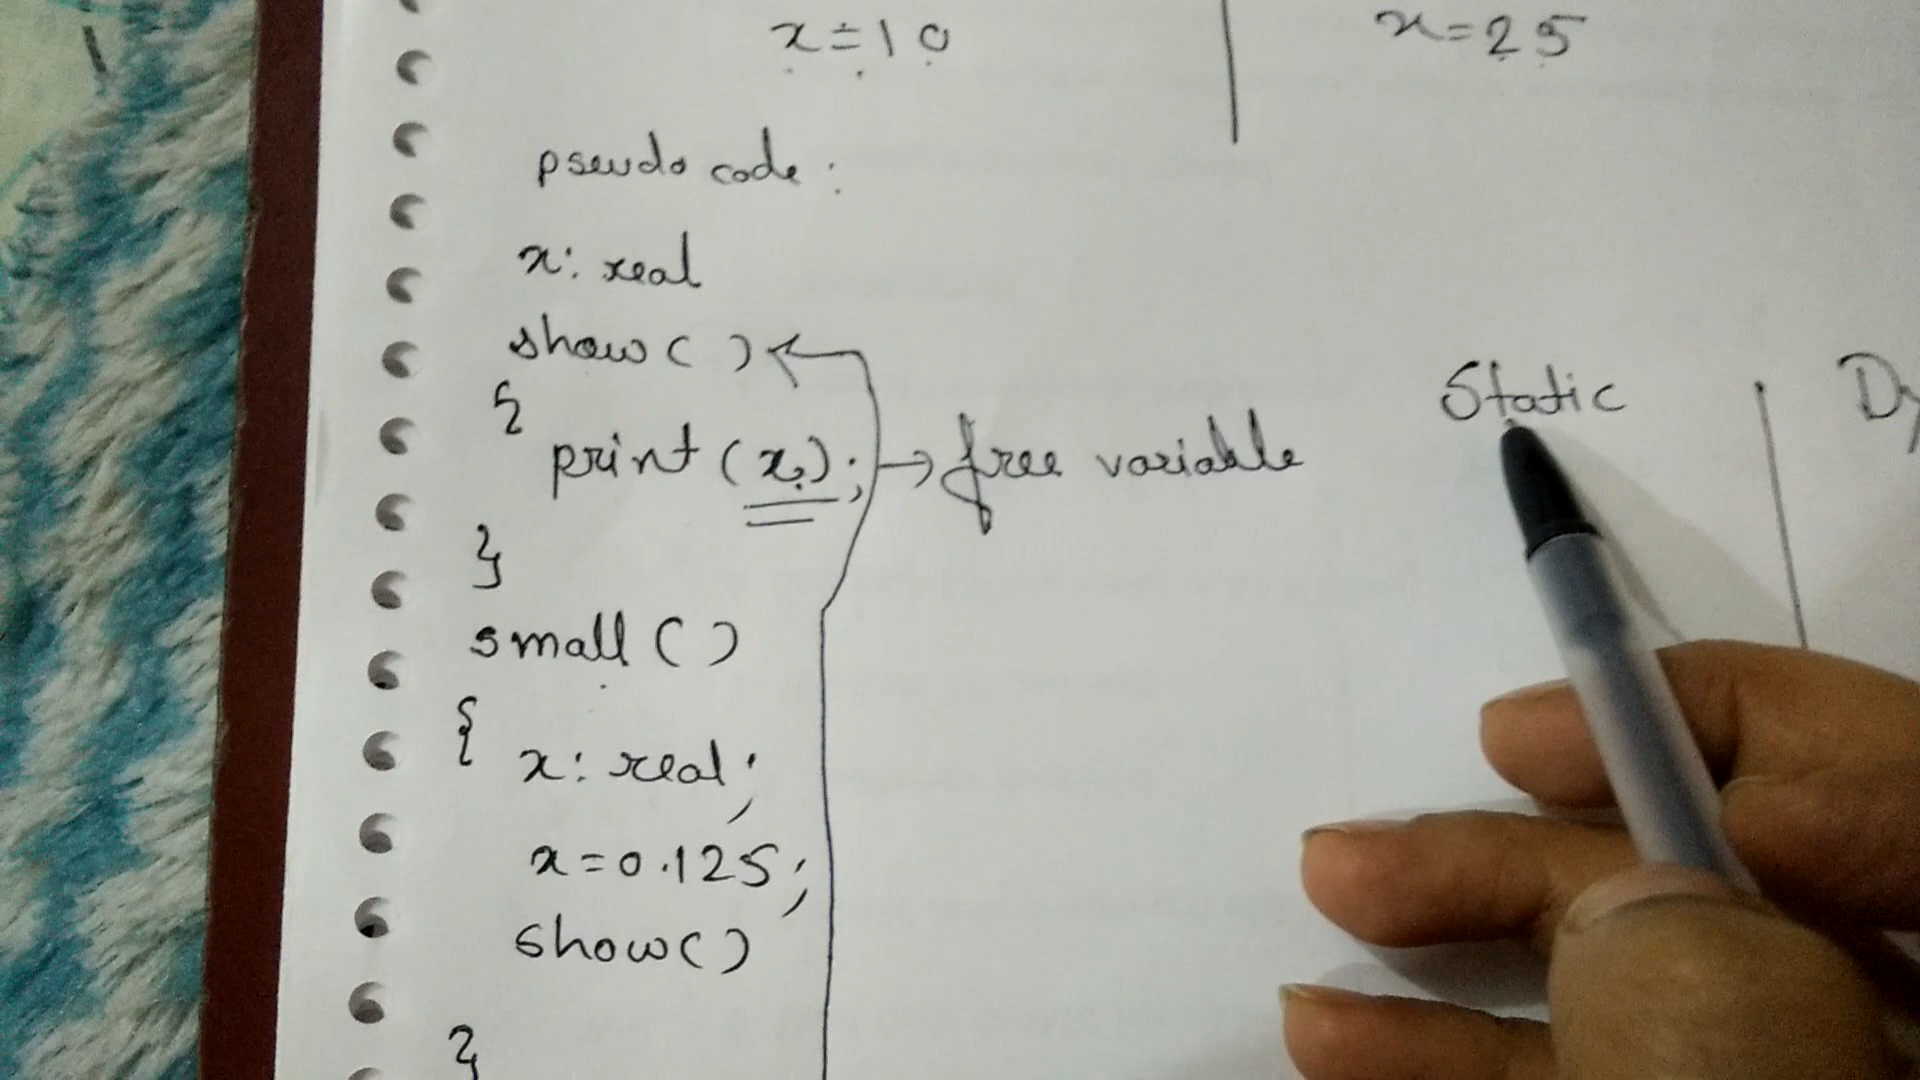 x=10
x=25
pseudo code:
x: real
show()
{
print(x); → free variable
}
small()
{ x: real;
x=0.125;
show()
}
Static